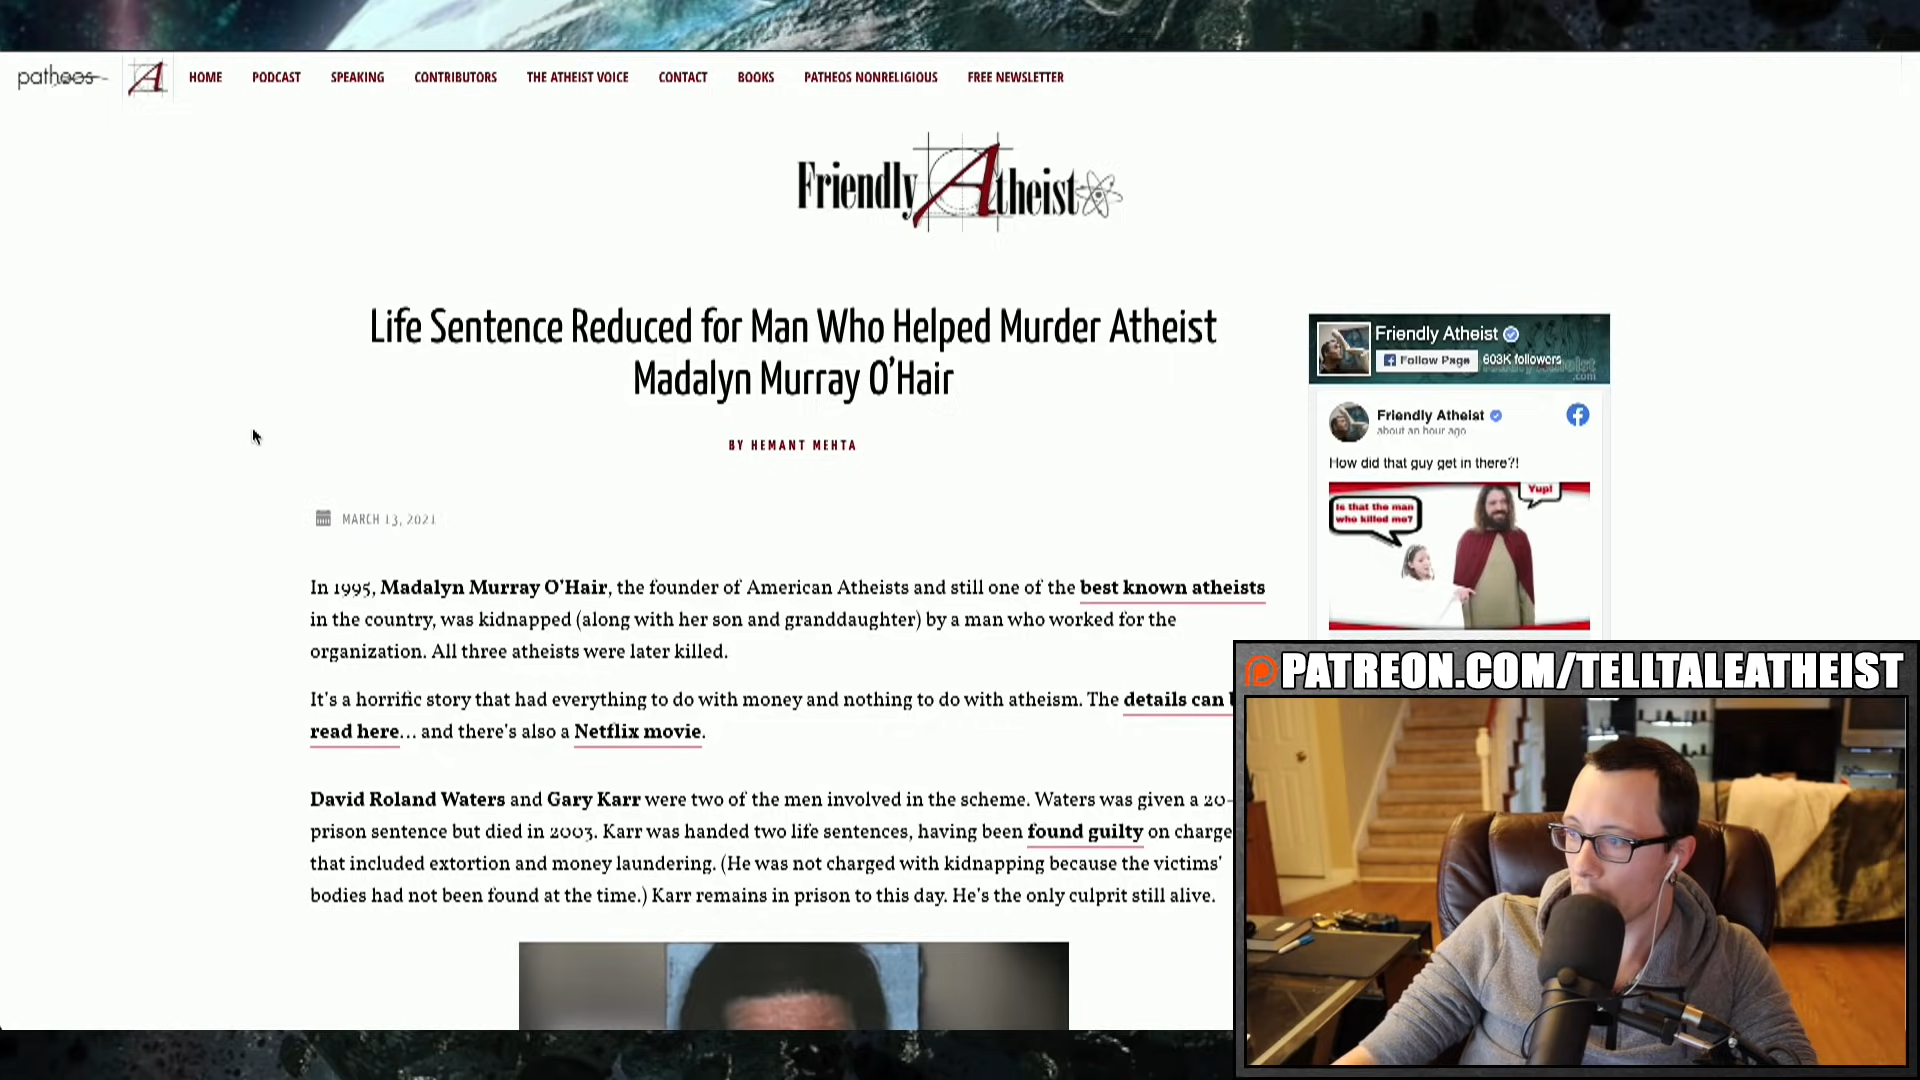 patheos
A
HOME
PODCAST
SPEAKING
CONTRIBUTORS
THE ATHEIST VOICE
CONTACT
BOOKS
PATHEOS NONRELIGIOUS
FREE NEWSLETTER
Friendly Atheist
Life Sentence Reduced for Man Who Helped Murder Atheist
Madalyn Murray O'Hair
BY HEMANT MEHTA
MARCH 13, 2021
In 1995, Madalyn Murray O'Hair, the founder of American Atheists and still one of the best known atheists
in the country, was kidnapped (along with her son and granddaughter) by a man who worked for the
organization. All three atheists were later killed.
It's a horrific story that had everything to do with money and nothing to do with atheism. The details can
read here... and there's also a Netflix movie.
David Roland Waters and Gary Karr were two of the men involved in the scheme. Waters was given a 20-
prison sentence but died in 2003. Karr was handed two life sentences, having been found guilty on charge
that included extortion and money laundering. (He was not charged with kidnapping because the victims'
bodies had not been found at the time.) Karr remains in prison to this day. He's the only culprit still alive.
Friendly Atheist
Follow Page
603K followers
.com
Friendly Atheist
about an hour ago
How did that guy get in there?!
Yup!
Is that the man
who killed me?
PATREON.COM/TELLTALEATHEIST